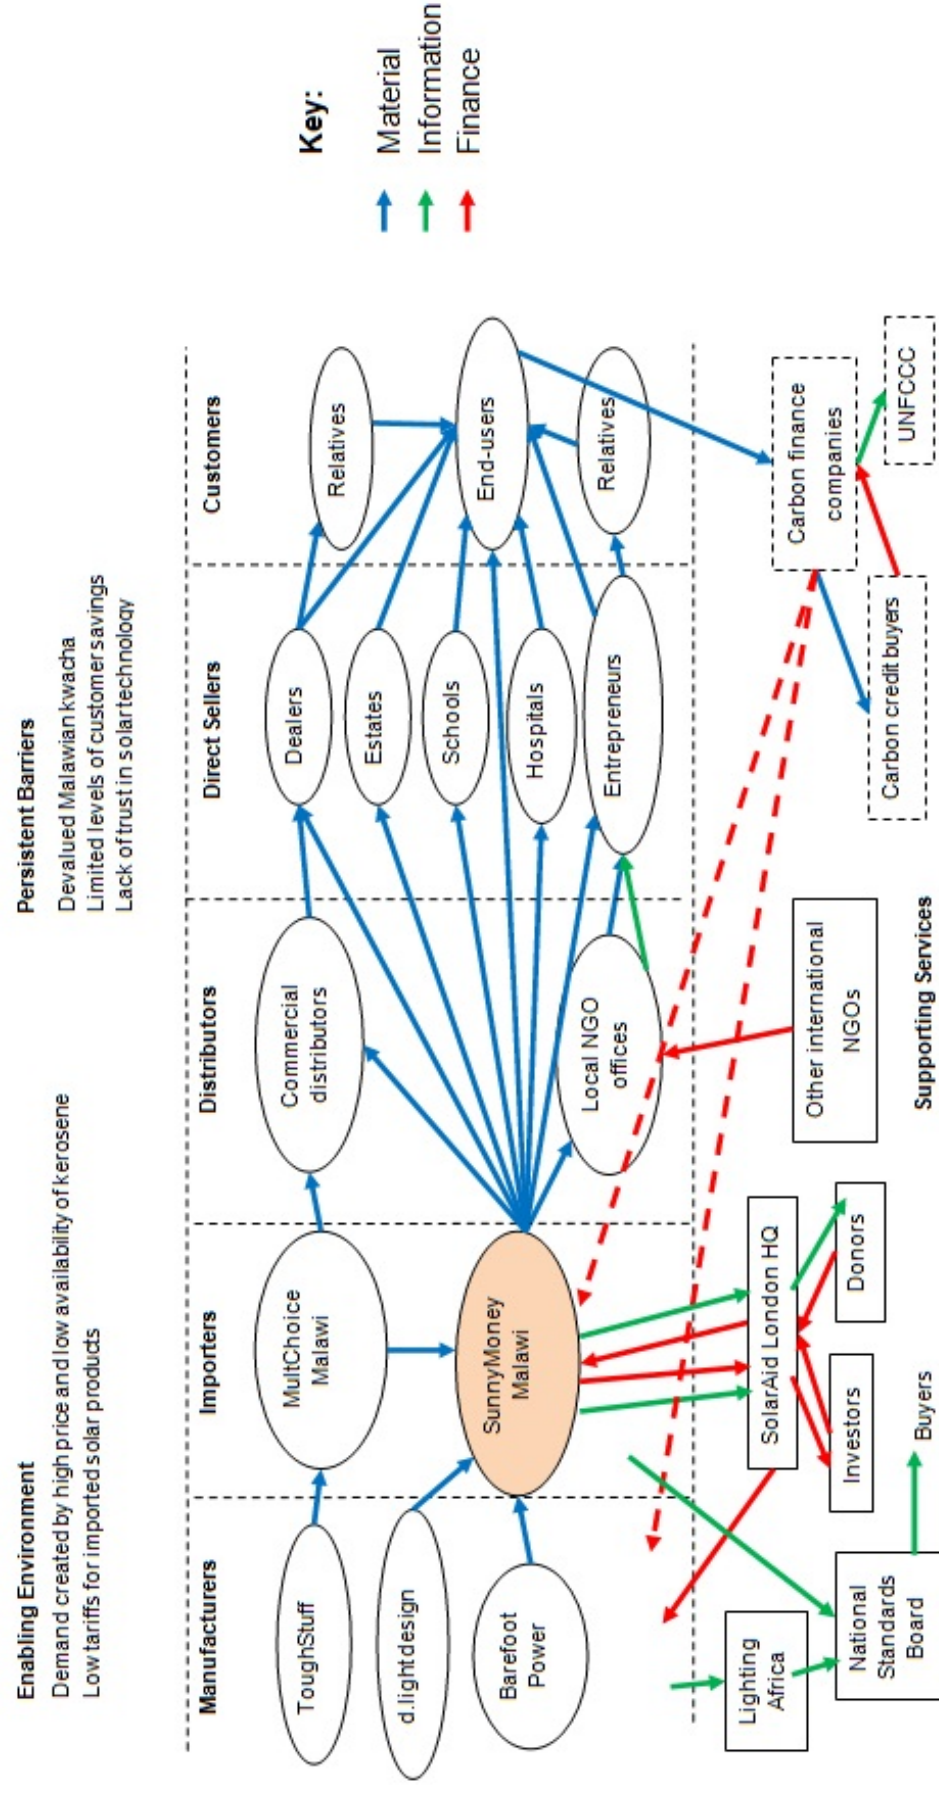 Enabling Environment
Demand created by high price and low availability of kerosene
Low tariffs for imported solar products
Persistent Barriers
Devalued Malawian kwacha
Limited levels of customer savings
Lack of trust in solar technology
Manufacturers
Importers
Distributors
Direct Sellers
Customers
ToughStuff
d.light design
Barefoot
Power
MultChoice
Malawi
SunnyMoney
Malawi
Commercial
distributors
Local NGO
offices
Dealers
Estates
Schools
Hospitals
Entrepreneurs
Relatives
End-users
Relatives
Key:
Material
Information
Finance
Lighting
Africa
National
Standards
Board
Buyers
SolarAid London HQ
Investors
Donors
Other international
NGOs
Carbon finance
companies
Carbon credit buyers
UNFCCC
Supporting Services